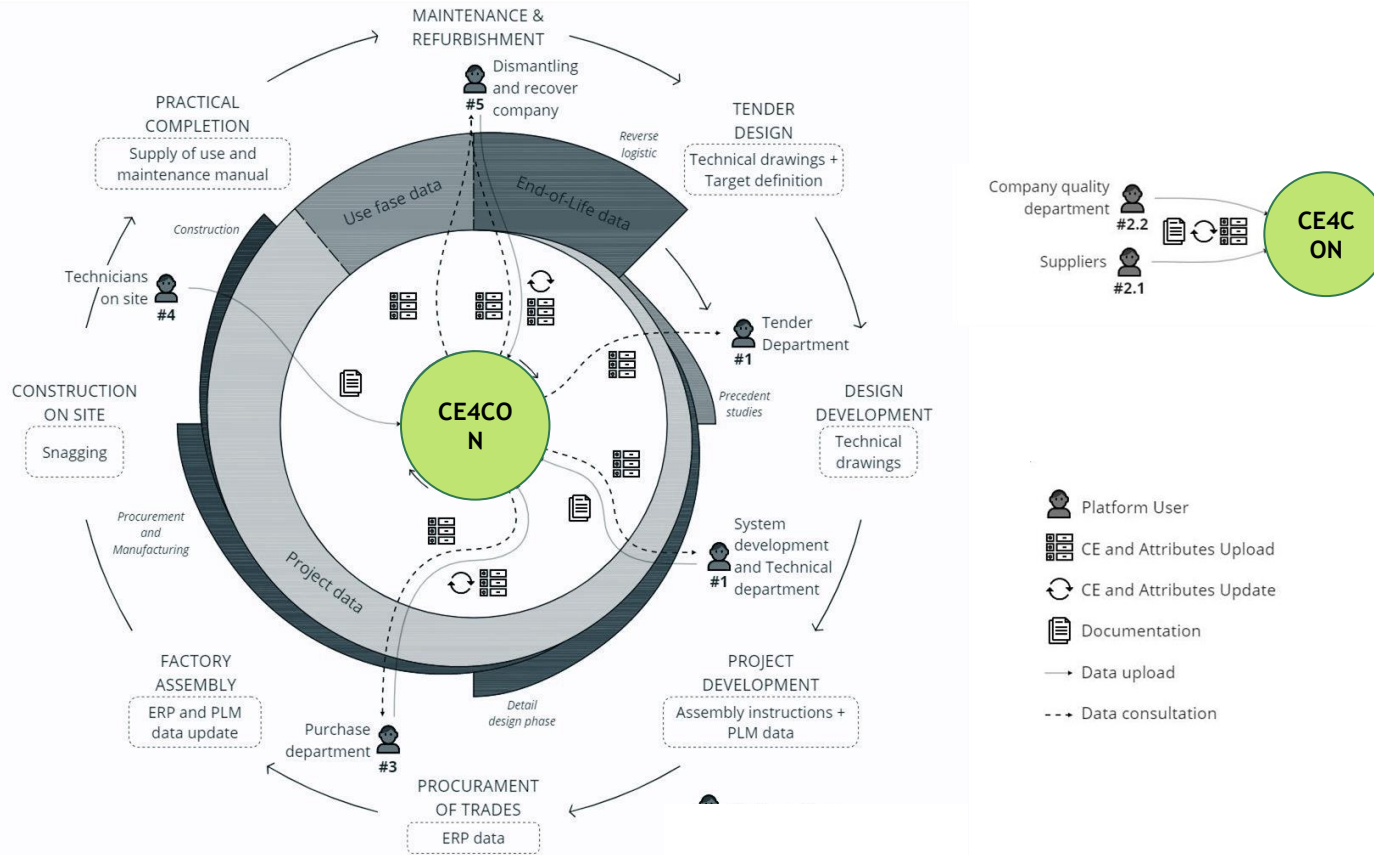 MAINTENANCE &
REFURBISHMENT
Dismantling
and recover
company
#5
PRACTICAL
COMPLETION
Supply of use and
maintenance manual
TENDER
DESIGN
Technical drawings +
Target definition
Reverse
logistic
Use fase data
End-of-Life data
Construction
Technicians
on site
#4
Tender
Department
#1
Precedent
studies
CE4CO
N
CONSTRUCTION
ON SITE
Snagging
DESIGN
DEVELOPMENT
Technical
drawings
Procurement
and
Manufacturing
Project data
System
development
and Technical
department
#1
FACTORY
ASSEMBLY
ERP and PLM
data update
PROJECT
DEVELOPMENT
Assembly instructions +
PLM data
Detail
design phase
Purchase
department
#3
PROCURAMENT
OF TRADES
ERP data
Company quality
department
#2.2
Suppliers
#2.1
CE4C
ON
Platform User
CE and Attributes Upload
CE and Attributes Update
Documentation
Data upload
Data consultation